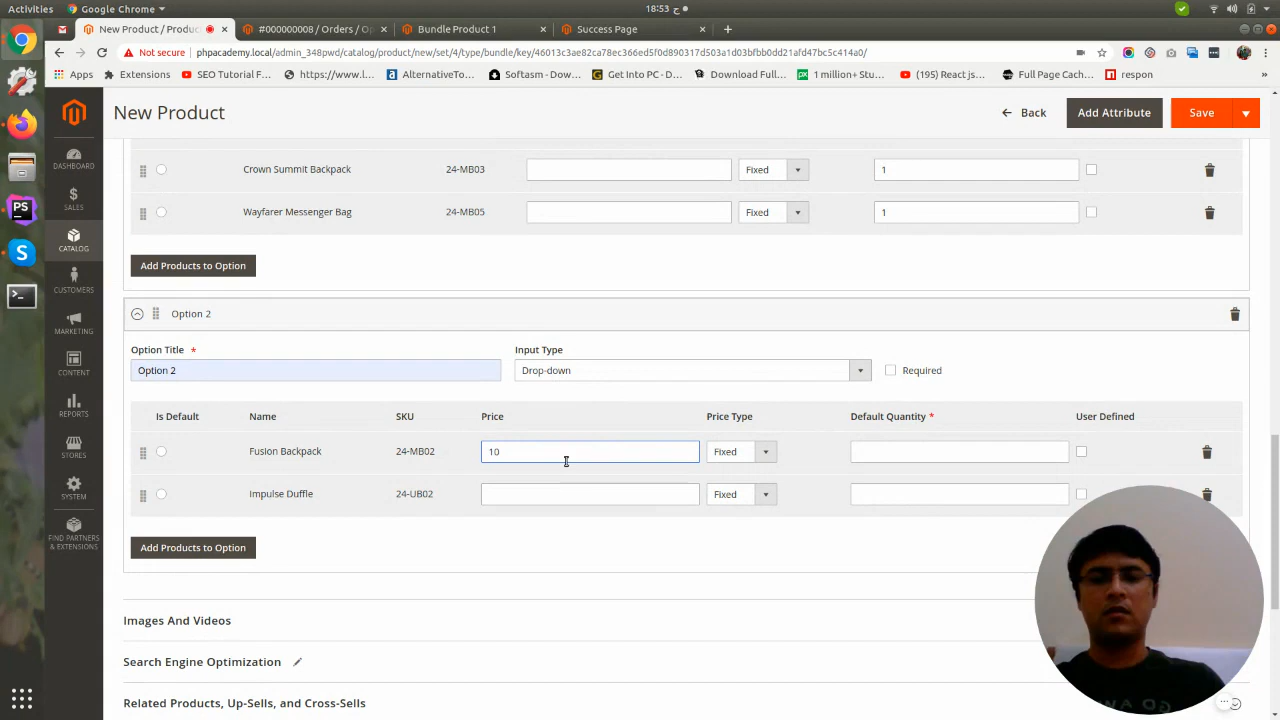 Activities Google Chrome 18:53 ح
New Product / Produc #000000008 / Orders / Op Bundle Product 1 Success Page
Not secure phpacademy.local/admin_348pwd/catalog/product/new/set/4/type/bundle/key/46013c3ae82ca78ec366ed5f0d890317d503a1d03bfbb0dd21afd47bc5c414a0/
Apps Extensions SEO Tutorial F... https://www.l... AlternativeTo... Softasm - Dow... Get Into PC - D... Download Full... 1 million+ Stu... (195) React js... Full Page Cach... respon »
New Product Back Add Attribute Save
Crown Summit Backpack 24-MB03 Fixed 1
Wayfarer Messenger Bag 24-MB05 Fixed 1
Add Products to Option
Option 2
Option Title * Input Type
Option 2 Drop-down Required
Is Default Name SKU Price Price Type Default Quantity * User Defined
Fusion Backpack 24-MB02 10 Fixed
Impulse Duffle 24-UB02 Fixed
Add Products to Option
Images And Videos
Search Engine Optimization
Related Products, Up-Sells, and Cross-Sells
DASHBOARD
SALES
CATALOG
CUSTOMERS
MARKETING
CONTENT
REPORTS
STORES
SYSTEM
FIND PARTNERS
& EXTENSIONS
PS
S